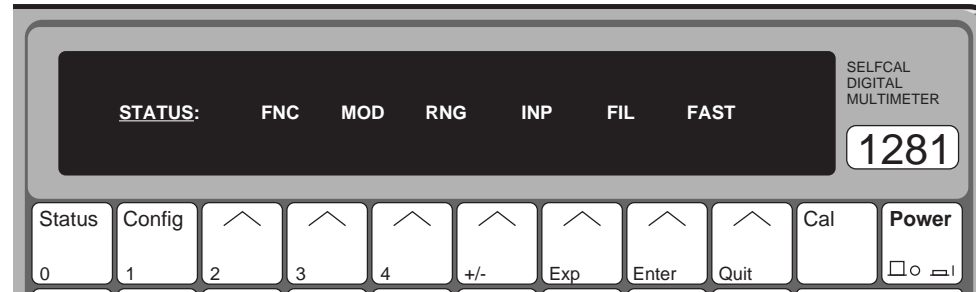 SELFCAL
DIGITAL
MULTIMETER
STATUS: FNC MOD RNG INP FIL FAST
1281
Status Config Cal Power
0 1 2 3 4 +/- Exp Enter Quit